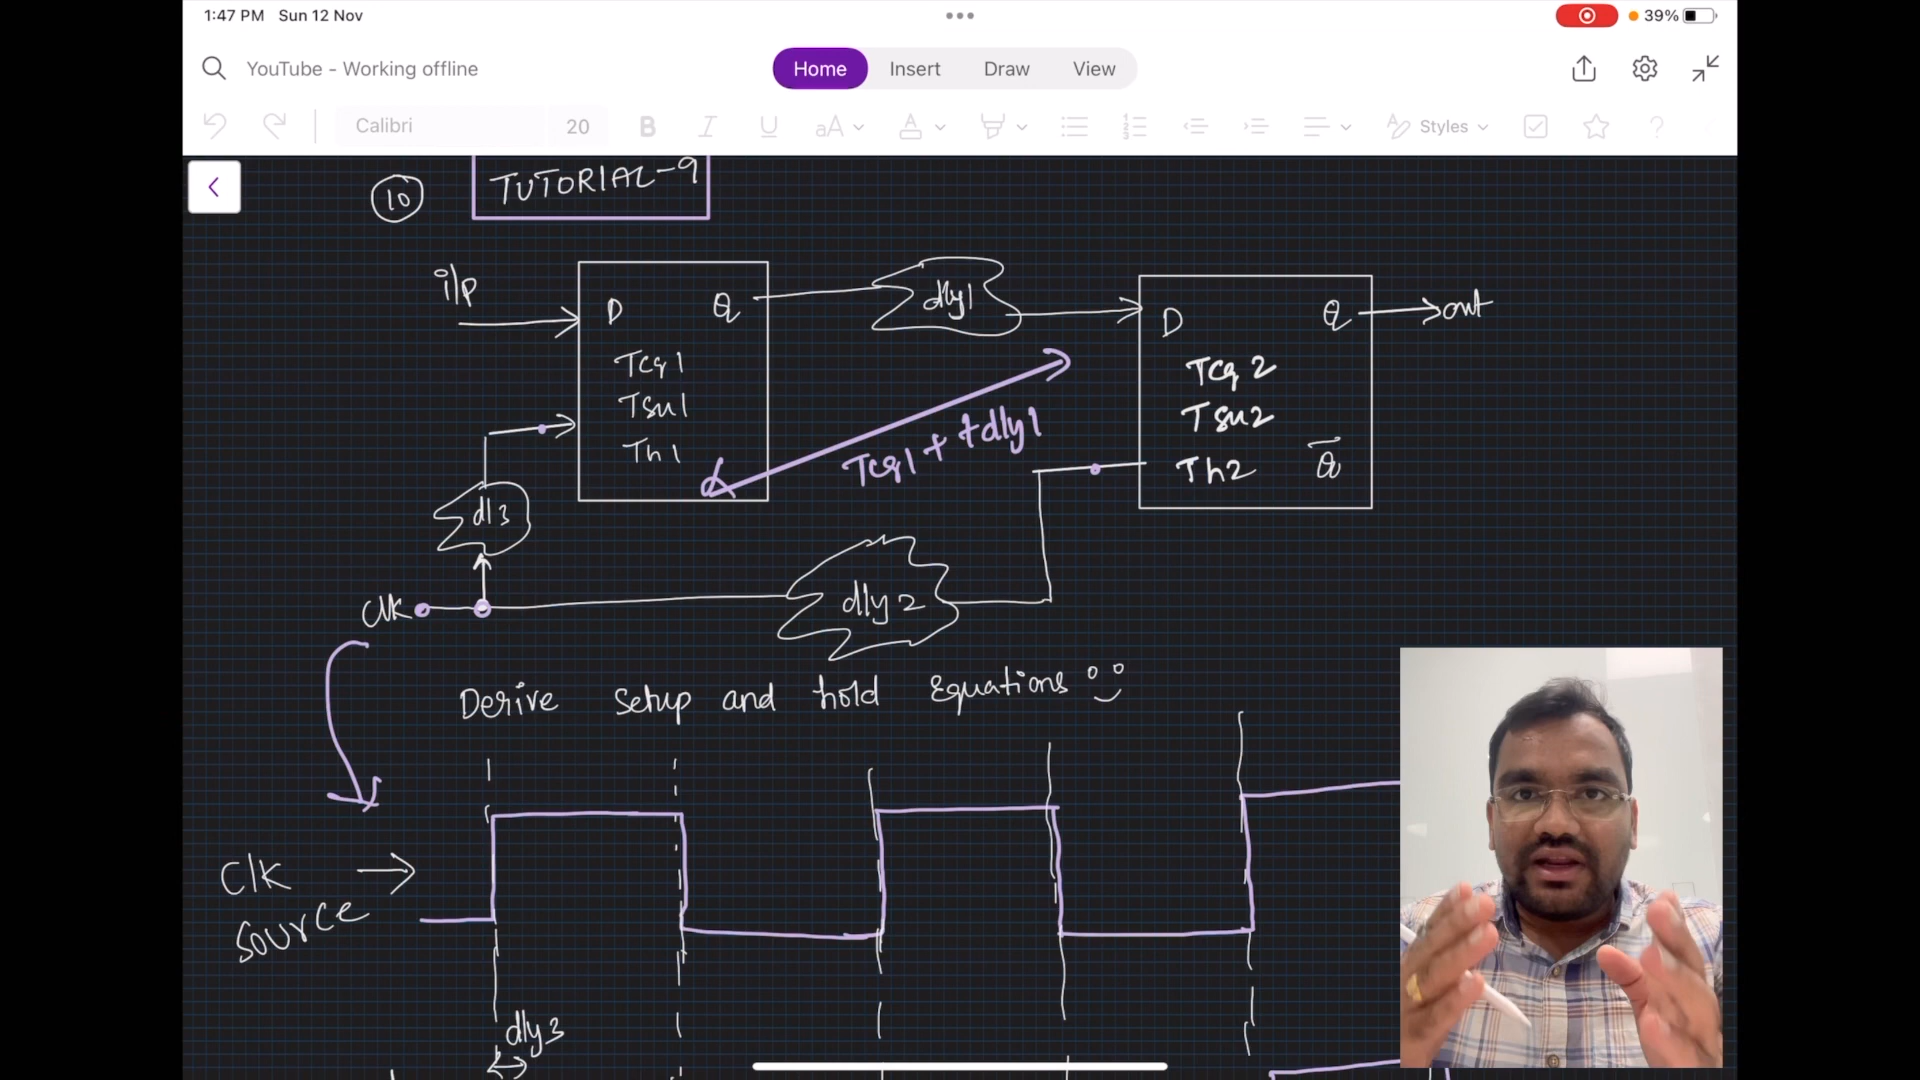 1:47 PM Sun 12 Nov
39%
YouTube - Working offline
Home Insert Draw View
Calibri 20 B I U aA A Styles ?
10 TUTORIAL-9
i/p
D Q
Tcq1
Tsu1
Th1
dly1
Tcq1 + tdly1
D Q
Tcq2
Tsu2
Th2 Q̅
out
dl3
clk
dly2
Derive setup and hold Equations
Clk
source
dly3